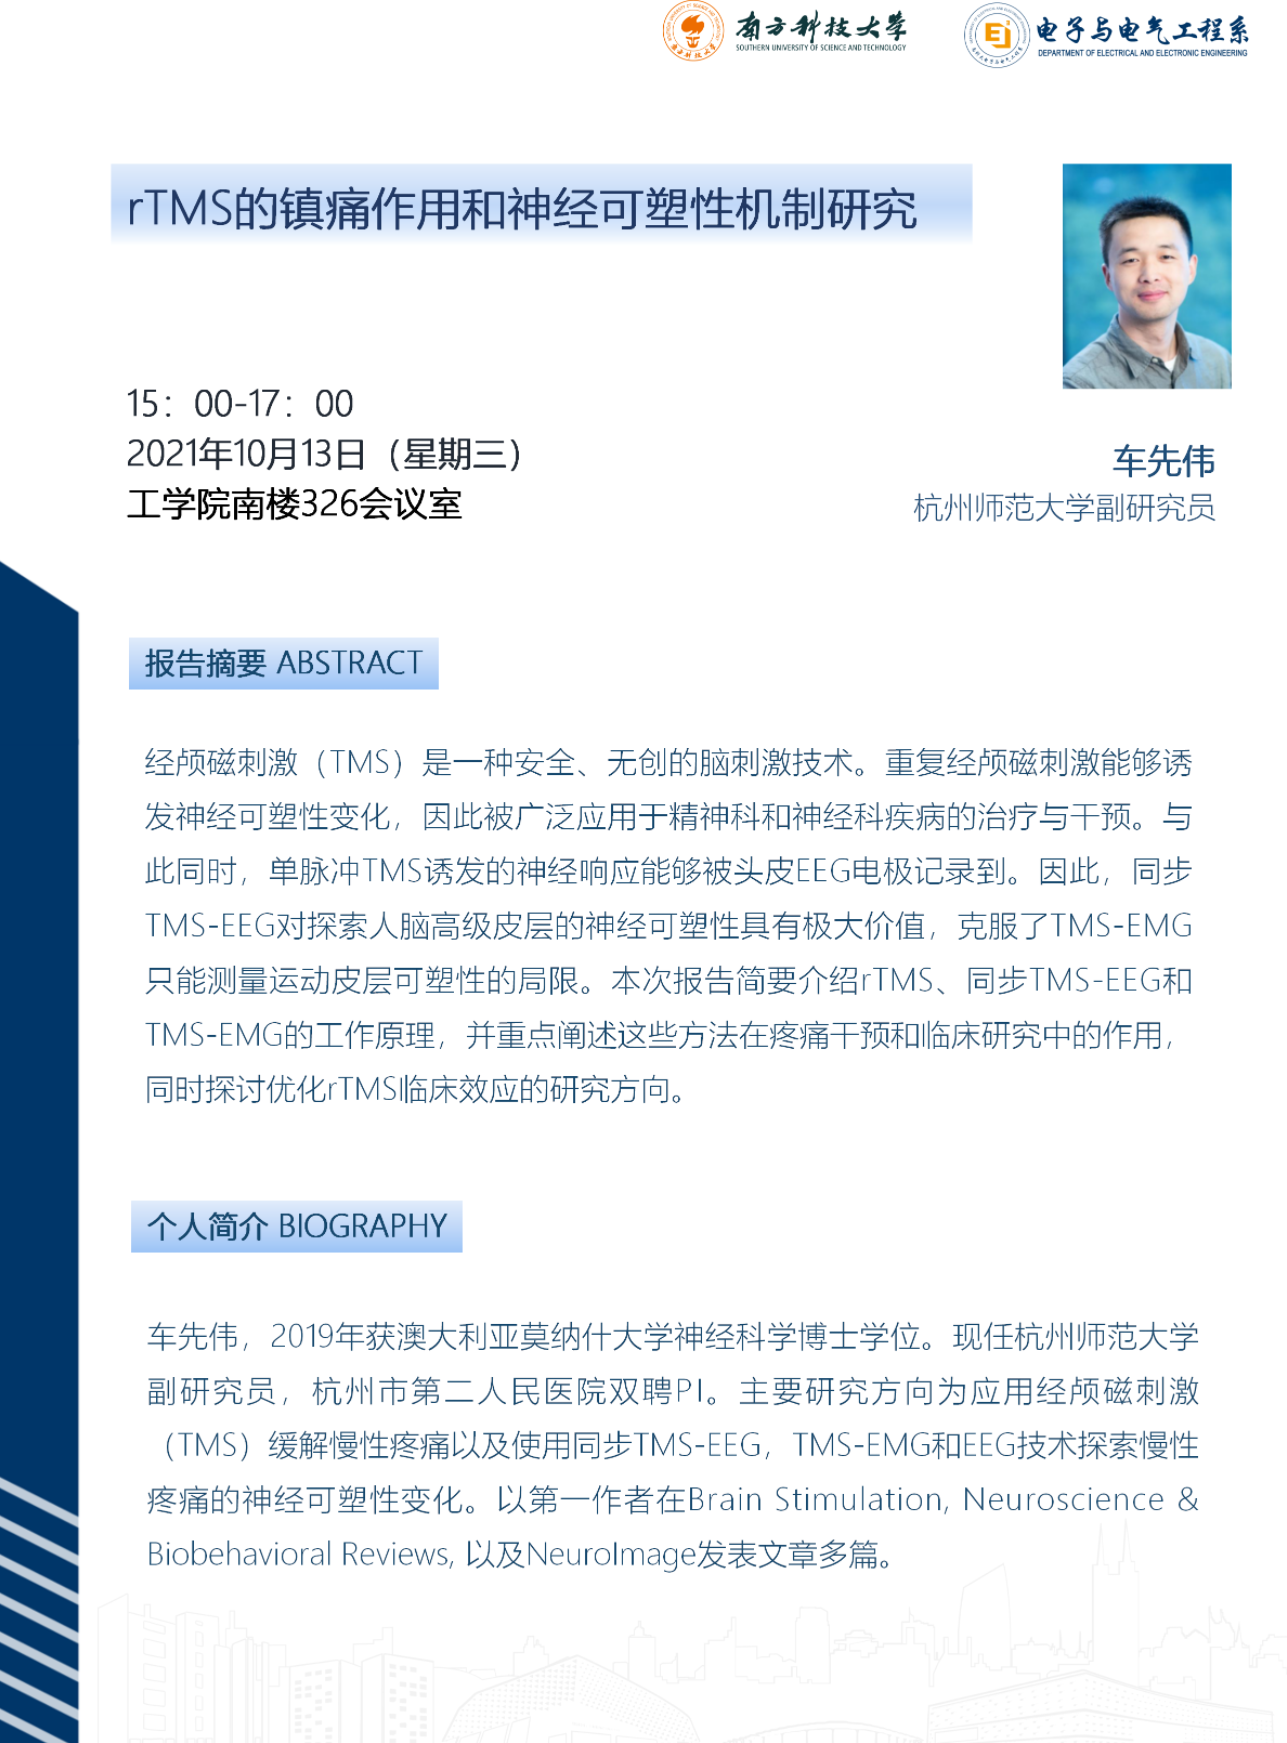 南方科技大学
SOUTHERN UNIVERSITY OF SCIENCE AND TECHNOLOGY
电子与电气工程系
DEPARTMENT OF ELECTRICAL AND ELECTRONIC ENGINEERING
rTMS的镇痛作用和神经可塑性机制研究
15：00-17：00
2021年10月13日（星期三）
工学院南楼326会议室
车先伟
杭州师范大学副研究员
报告摘要 ABSTRACT
经颅磁刺激（TMS）是一种安全、无创的脑刺激技术。重复经颅磁刺激能够诱
发神经可塑性变化，因此被广泛应用于精神科和神经科疾病的治疗与干预。与
此同时，单脉冲TMS诱发的神经响应能够被头皮EEG电极记录到。因此，同步
TMS-EEG对探索人脑高级皮层的神经可塑性具有极大价值，克服了TMS-EMG
只能测量运动皮层可塑性的局限。本次报告简要介绍rTMS、同步TMS-EEG和
TMS-EMG的工作原理，并重点阐述这些方法在疼痛干预和临床研究中的作用，
同时探讨优化rTMS临床效应的研究方向。
个人简介 BIOGRAPHY
车先伟，2019年获澳大利亚莫纳什大学神经科学博士学位。现任杭州师范大学
副研究员，杭州市第二人民医院双聘PI。主要研究方向为应用经颅磁刺激
（TMS）缓解慢性疼痛以及使用同步TMS-EEG，TMS-EMG和EEG技术探索慢性
疼痛的神经可塑性变化。以第一作者在Brain Stimulation, Neuroscience &
Biobehavioral Reviews, 以及NeuroImage发表文章多篇。